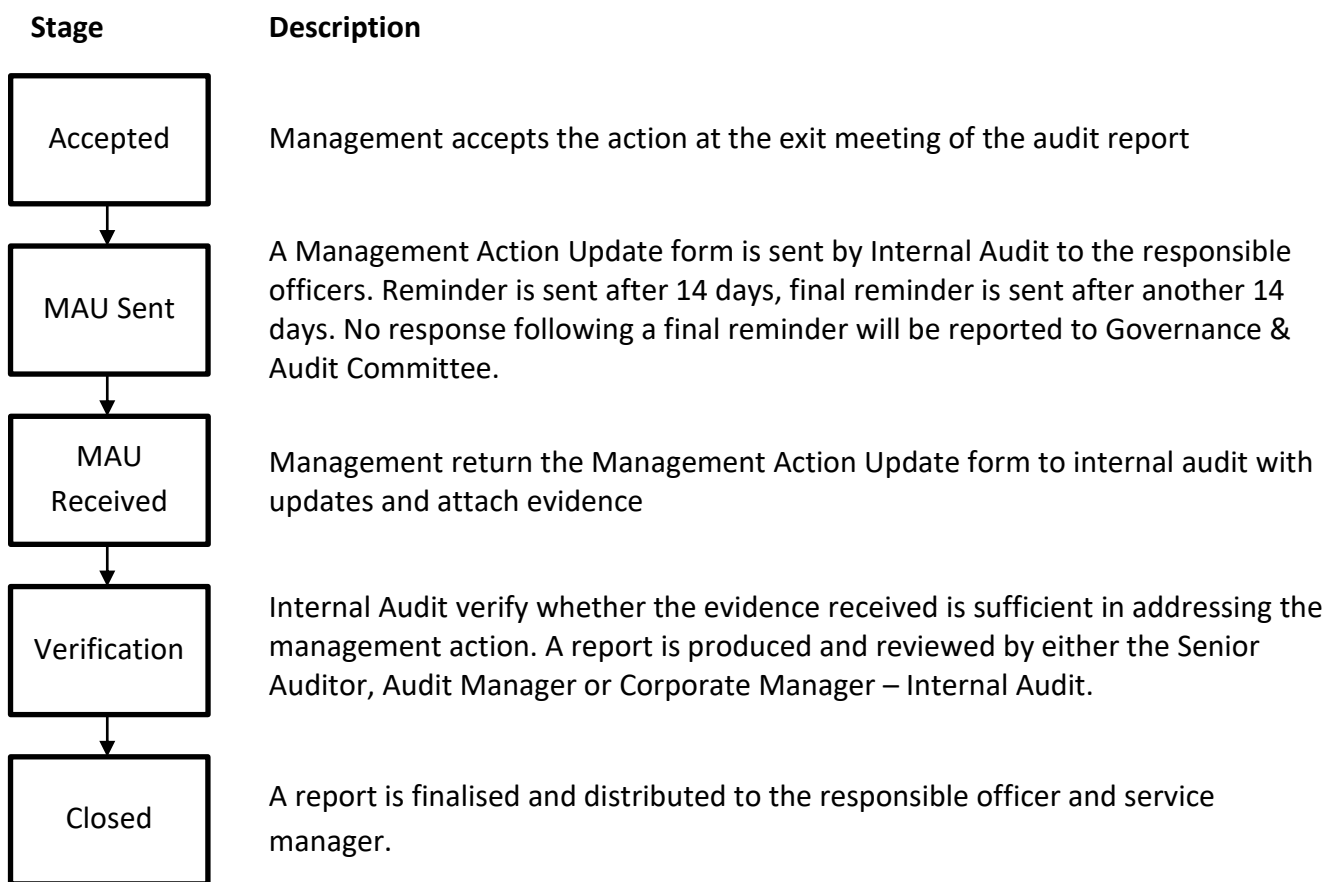 Stage Description
Accepted
Management accepts the action at the exit meeting of the audit report
MAU Sent
A Management Action Update form is sent by Internal Audit to the responsible
officers. Reminder is sent after 14 days, final reminder is sent after another 14
days. No response following a final reminder will be reported to Governance &
Audit Committee.
MAU
Received
Management return the Management Action Update form to internal audit with
updates and attach evidence
Verification
Internal Audit verify whether the evidence received is sufficient in addressing the
management action. A report is produced and reviewed by either the Senior
Auditor, Audit Manager or Corporate Manager – Internal Audit.
Closed
A report is finalised and distributed to the responsible officer and service
manager.